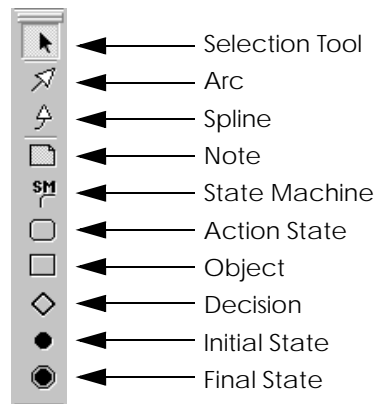 Selection Tool
Arc
Spline
Note
SM State Machine
Action State
Object
Decision
Initial State
Final State